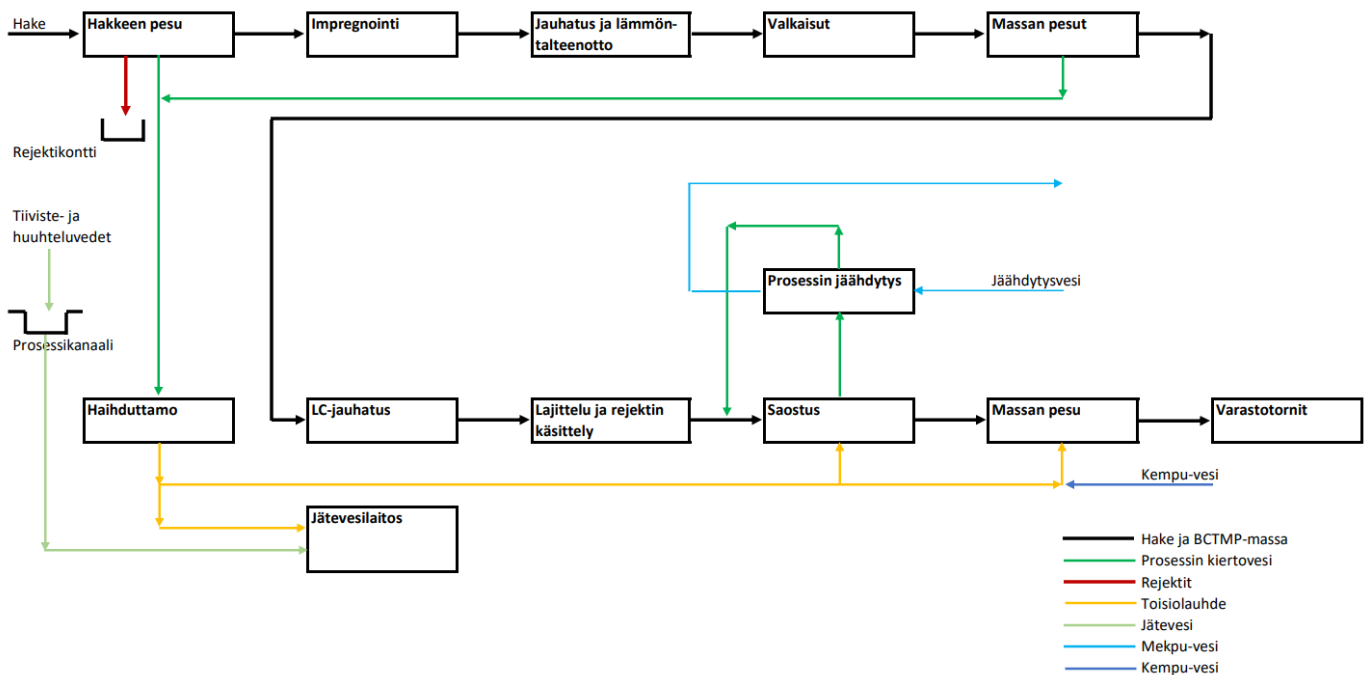 Hake
Hakkeen pesu
Impregnointi
Jauhatus ja lämmön-
talteenotto
Valkaisut
Massan pesut
Rejektikontti
Tiiviste- ja
huuhteluvedet
Prosessin jäähdytys
Jäähdytysvesi
Prosessikanaali
Haihduttamo
LC-jauhatus
Lajittelu ja rejektin
käsittely
Saostus
Massan pesu
Varastotornit
Kempu-vesi
Jätevesilaitos
Hake ja BCTMP-massa
Prosessin kiertovesi
Rejektit
Toisiolauhde
Jätevesi
Mekpu-vesi
Kempu-vesi